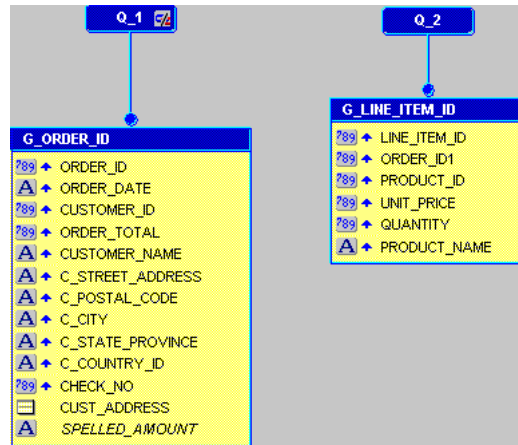 Q_1
G_ORDER_ID
789 ORDER_ID
A ORDER_DATE
789 CUSTOMER_ID
789 ORDER_TOTAL
A CUSTOMER_NAME
A C_STREET_ADDRESS
A C_POSTAL_CODE
A C_CITY
A C_STATE_PROVINCE
A C_COUNTRY_ID
789 CHECK_NO
CUST_ADDRESS
A SPELLED_AMOUNT
Q_2
G_LINE_ITEM_ID
789 LINE_ITEM_ID
789 ORDER_ID1
789 PRODUCT_ID
789 UNIT_PRICE
789 QUANTITY
A PRODUCT_NAME